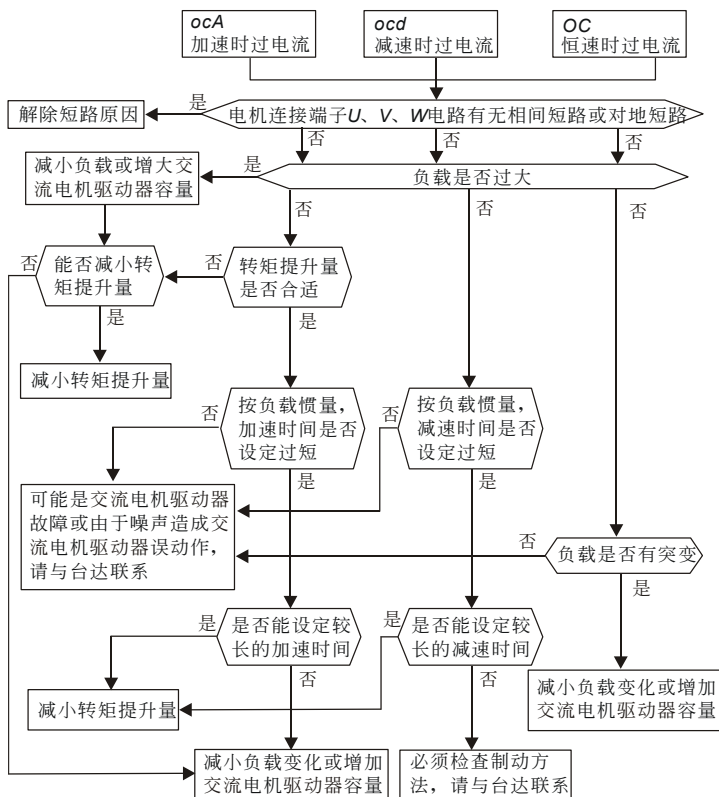 ocA
加速时过电流
ocd
减速时过电流
OC
恒速时过电流
解除短路原因
是
电机连接端子U、V、W电路有无相间短路或对地短路
否
否
否
减小负载或增大交
流电机驱动器容量
是
负载是否过大
否
否
否
否
能否减小转
矩提升量
否
转矩提升量
是否合适
是
是
减小转矩提升量
否
按负载惯量，
加速时间是否
设定过短
否
按负载惯量，
减速时间是否
设定过短
是
是
可能是交流电机驱动器
故障或由于噪声造成交
流电机驱动器误动作，
请与台达联系
否
负载是否有突变
是
是
是否能设定较
长的加速时间
是
是否能设定较
长的减速时间
否
否
减小转矩提升量
减小负载变化或增加
交流电机驱动器容量
减小负载变化或增加
交流电机驱动器容量
必须检查制动方
法，请与台达联系